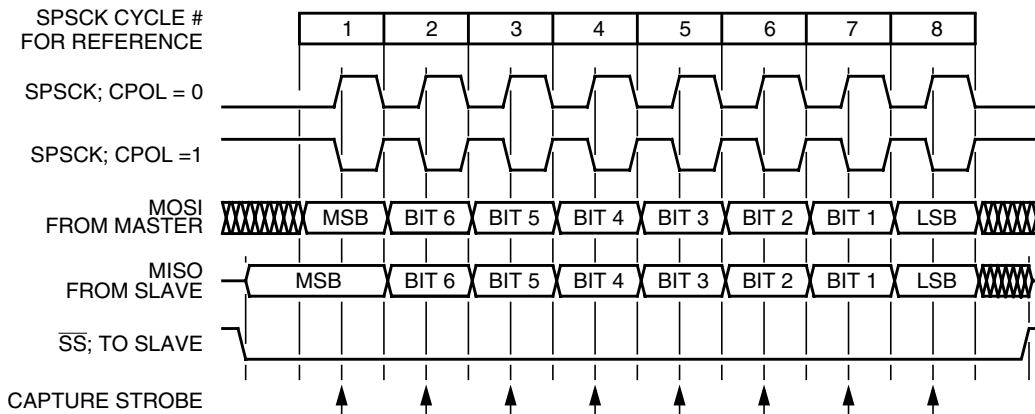 SPSCK CYCLE #
FOR REFERENCE
1 2 3 4 5 6 7 8
SPSCK; CPOL = 0
SPSCK; CPOL =1
MOSI
FROM MASTER
MSB BIT 6 BIT 5 BIT 4 BIT 3 BIT 2 BIT 1 LSB
MISO
FROM SLAVE
MSB BIT 6 BIT 5 BIT 4 BIT 3 BIT 2 BIT 1 LSB
SS; TO SLAVE
CAPTURE STROBE